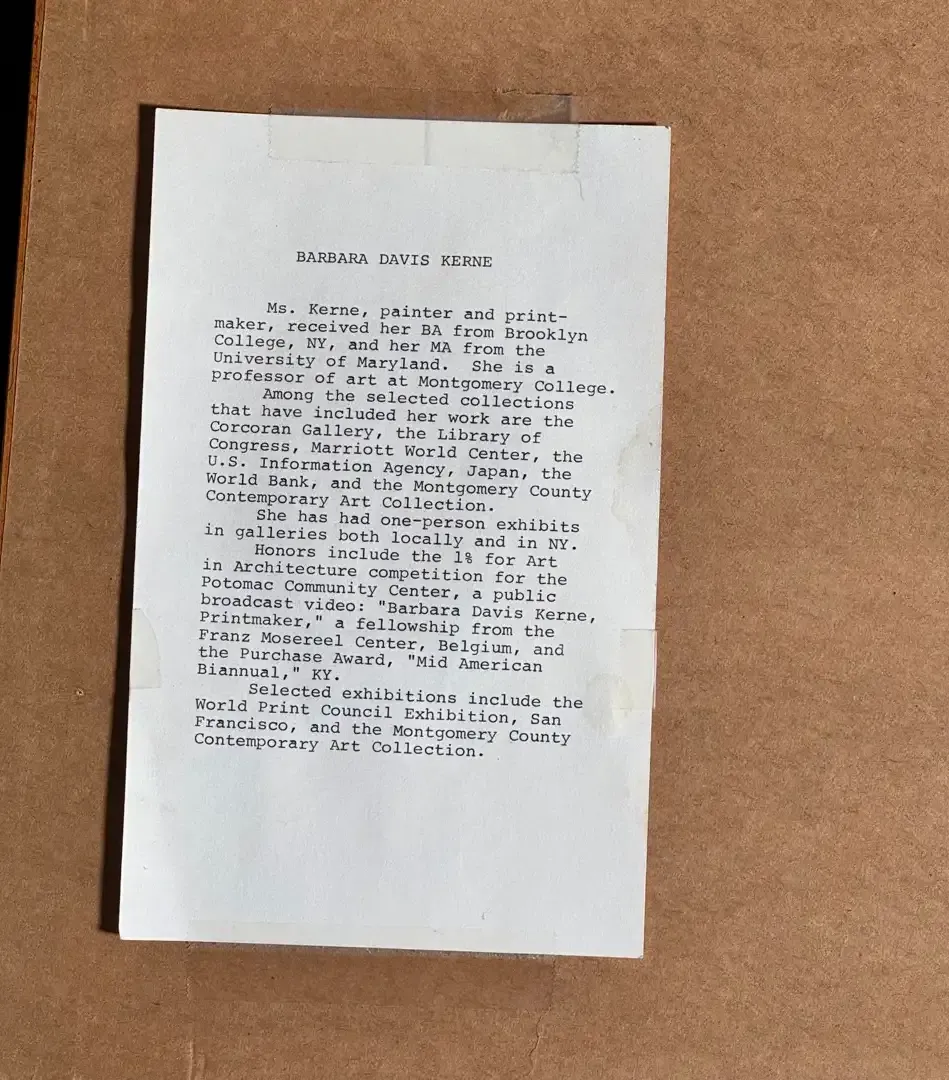 BARBARA DAVIS KERNE
Ms. Kerne, painter and print-
maker, received her BA from Brooklyn
College, NY, and her MA from the
University of Maryland. She is a
professor of art at Montgomery College.
Among the selected collections
that have included her work are the
Corcoran Gallery, the Library of
Congress, Marriott World Center, the
U.S. Information Agency, Japan, the
World Bank, and the Montgomery County
Contemporary Art Collection.
She has had one-person exhibits
in galleries both locally and in NY.
Honors include the 1% for Art
in Architecture competition for the
Potomac Community Center, a public
broadcast video: "Barbara Davis Kerne,
Printmaker," a fellowship from the
Franz Mosereel Center, Belgium, and
the Purchase Award, "Mid American
Biannual," KY.
Selected exhibitions include the
World Print Council Exhibition, San
Francisco, and the Montgomery County
Contemporary Art Collection.